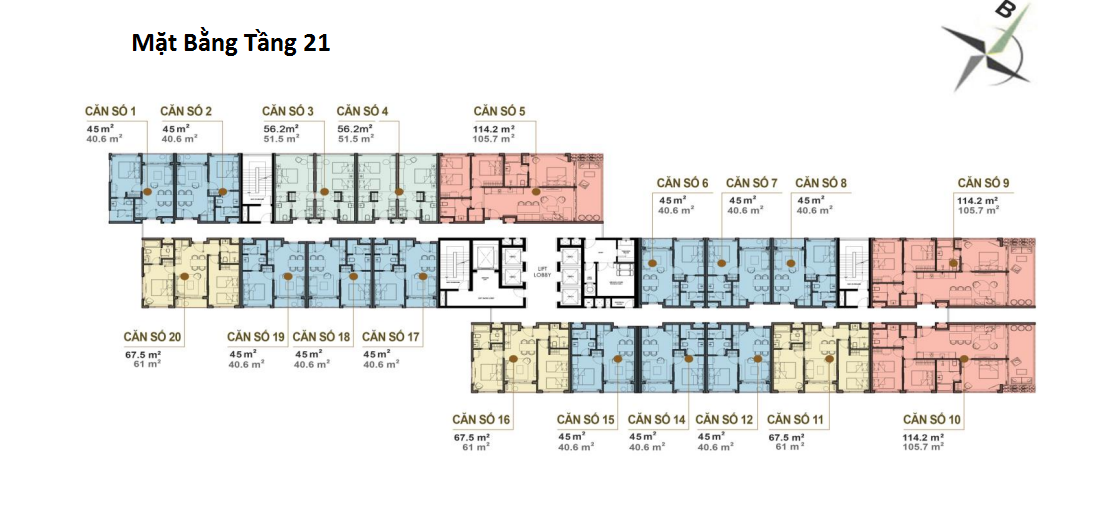 B
Mặt Bằng Tầng 21
CĂN SỐ 1
45 m²
40.6 m²
CĂN SỐ 2
45 m²
40.6 m²
CĂN SỐ 3
56.2m²
51.5 m²
CĂN SỐ 4
56.2m²
51.5 m²
CĂN SỐ 5
114.2 m²
105.7 m²
CĂN SỐ 6
45 m²
40.6 m²
CĂN SỐ 7
45 m²
40.6 m²
CĂN SỐ 8
45 m²
40.6 m²
CĂN SỐ 9
114.2 m²
105.7 m²
LIFT
LOBBY
CĂN SỐ 20
67.5 m²
61 m²
CĂN SỐ 19
45 m²
40.6 m²
CĂN SỐ 18
45 m²
40.6 m²
CĂN SỐ 17
45 m²
40.6 m²
CĂN SỐ 16
67.5 m²
61 m²
CĂN SỐ 15
45 m²
40.6 m²
CĂN SỐ 14
45 m²
40.6 m²
CĂN SỐ 12
45 m²
40.6 m²
CĂN SỐ 11
67.5 m²
61 m²
CĂN SỐ 10
114.2 m²
105.7 m²